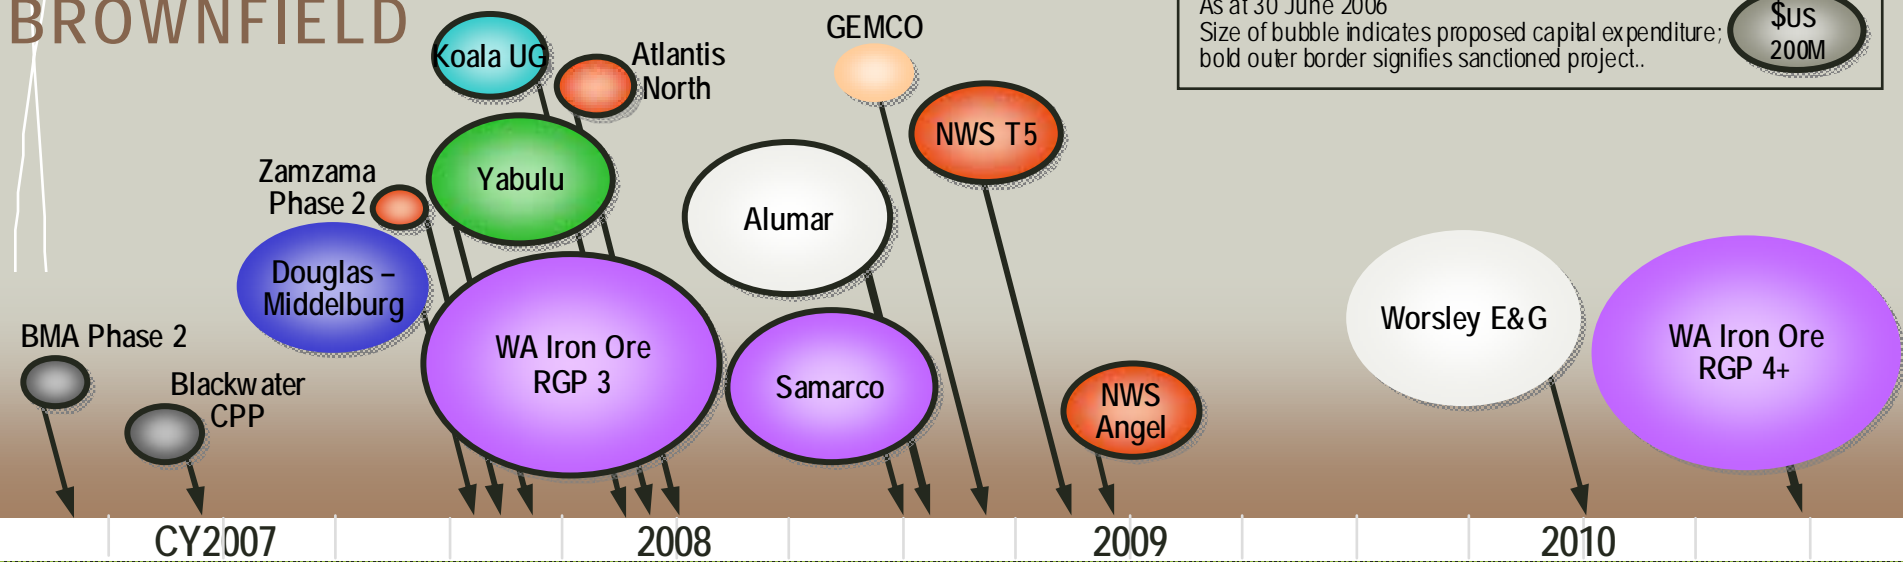 BROWNFIELD
As at 30 June 2006
Size of bubble indicates proposed capital expenditure;
bold outer border signifies sanctioned project..
$US
200M
GEMCO
Koala UG
Atlantis
North
NWS T5
Yabulu
Zamzama
Phase 2
Alumar
Douglas –
Middelburg
Worsley E&G
WA Iron Ore
RGP 4+
BMA Phase 2
WA Iron Ore
RGP 3
Samarco
Blackwater
CPP
NWS
Angel
CY2007
2008
2009
2010